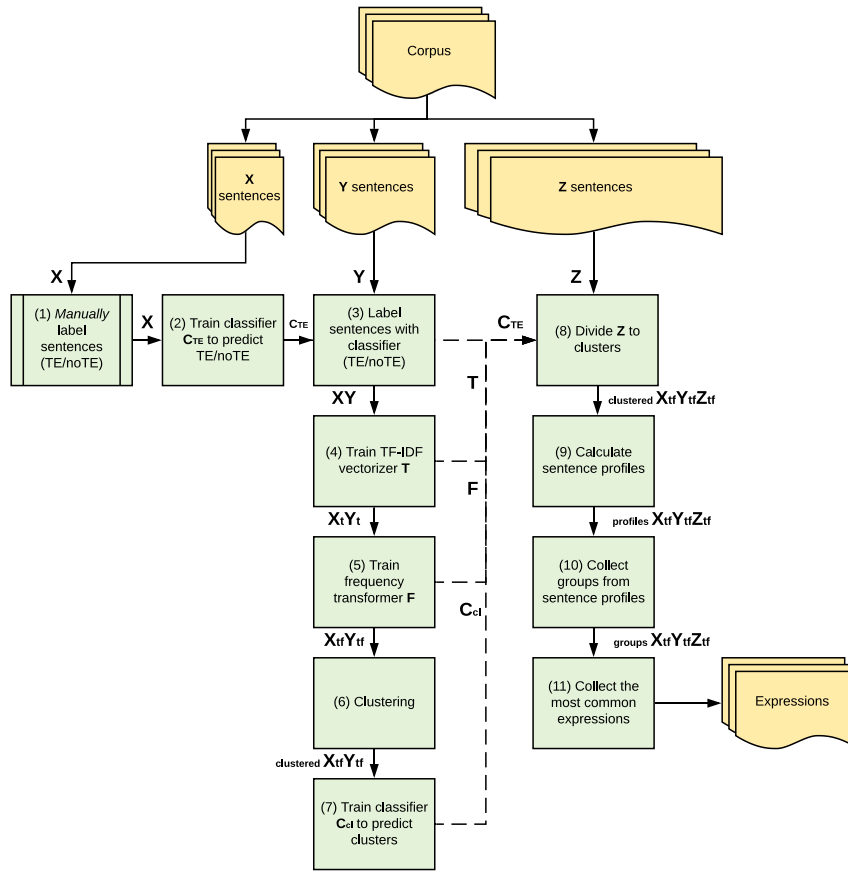 Corpus
X
sentences
Y sentences
Z sentences
X
Y
Z
(1) Manually
label
sentences
(TE/noTE)
X
(2) Train classifier
CTE to predict
TE/noTE
CTE
(3) Label
sentences with
classifier
(TE/noTE)
CTE
(8) Divide Z to
clusters
T
XY
clustered XtfYtfZtf
(4) Train TF-IDF
vectorizer T
(9) Calculate
sentence profiles
F
XtYt
profiles XtfYtfZtf
(5) Train
frequency
transformer F
(10) Collect
groups from
sentence profiles
Ccl
XtfYtf
groups XtfYtfZtf
(6) Clustering
(11) Collect the
most common
expressions
Expressions
clustered XtfYtf
(7) Train classifier
Ccl to predict
clusters